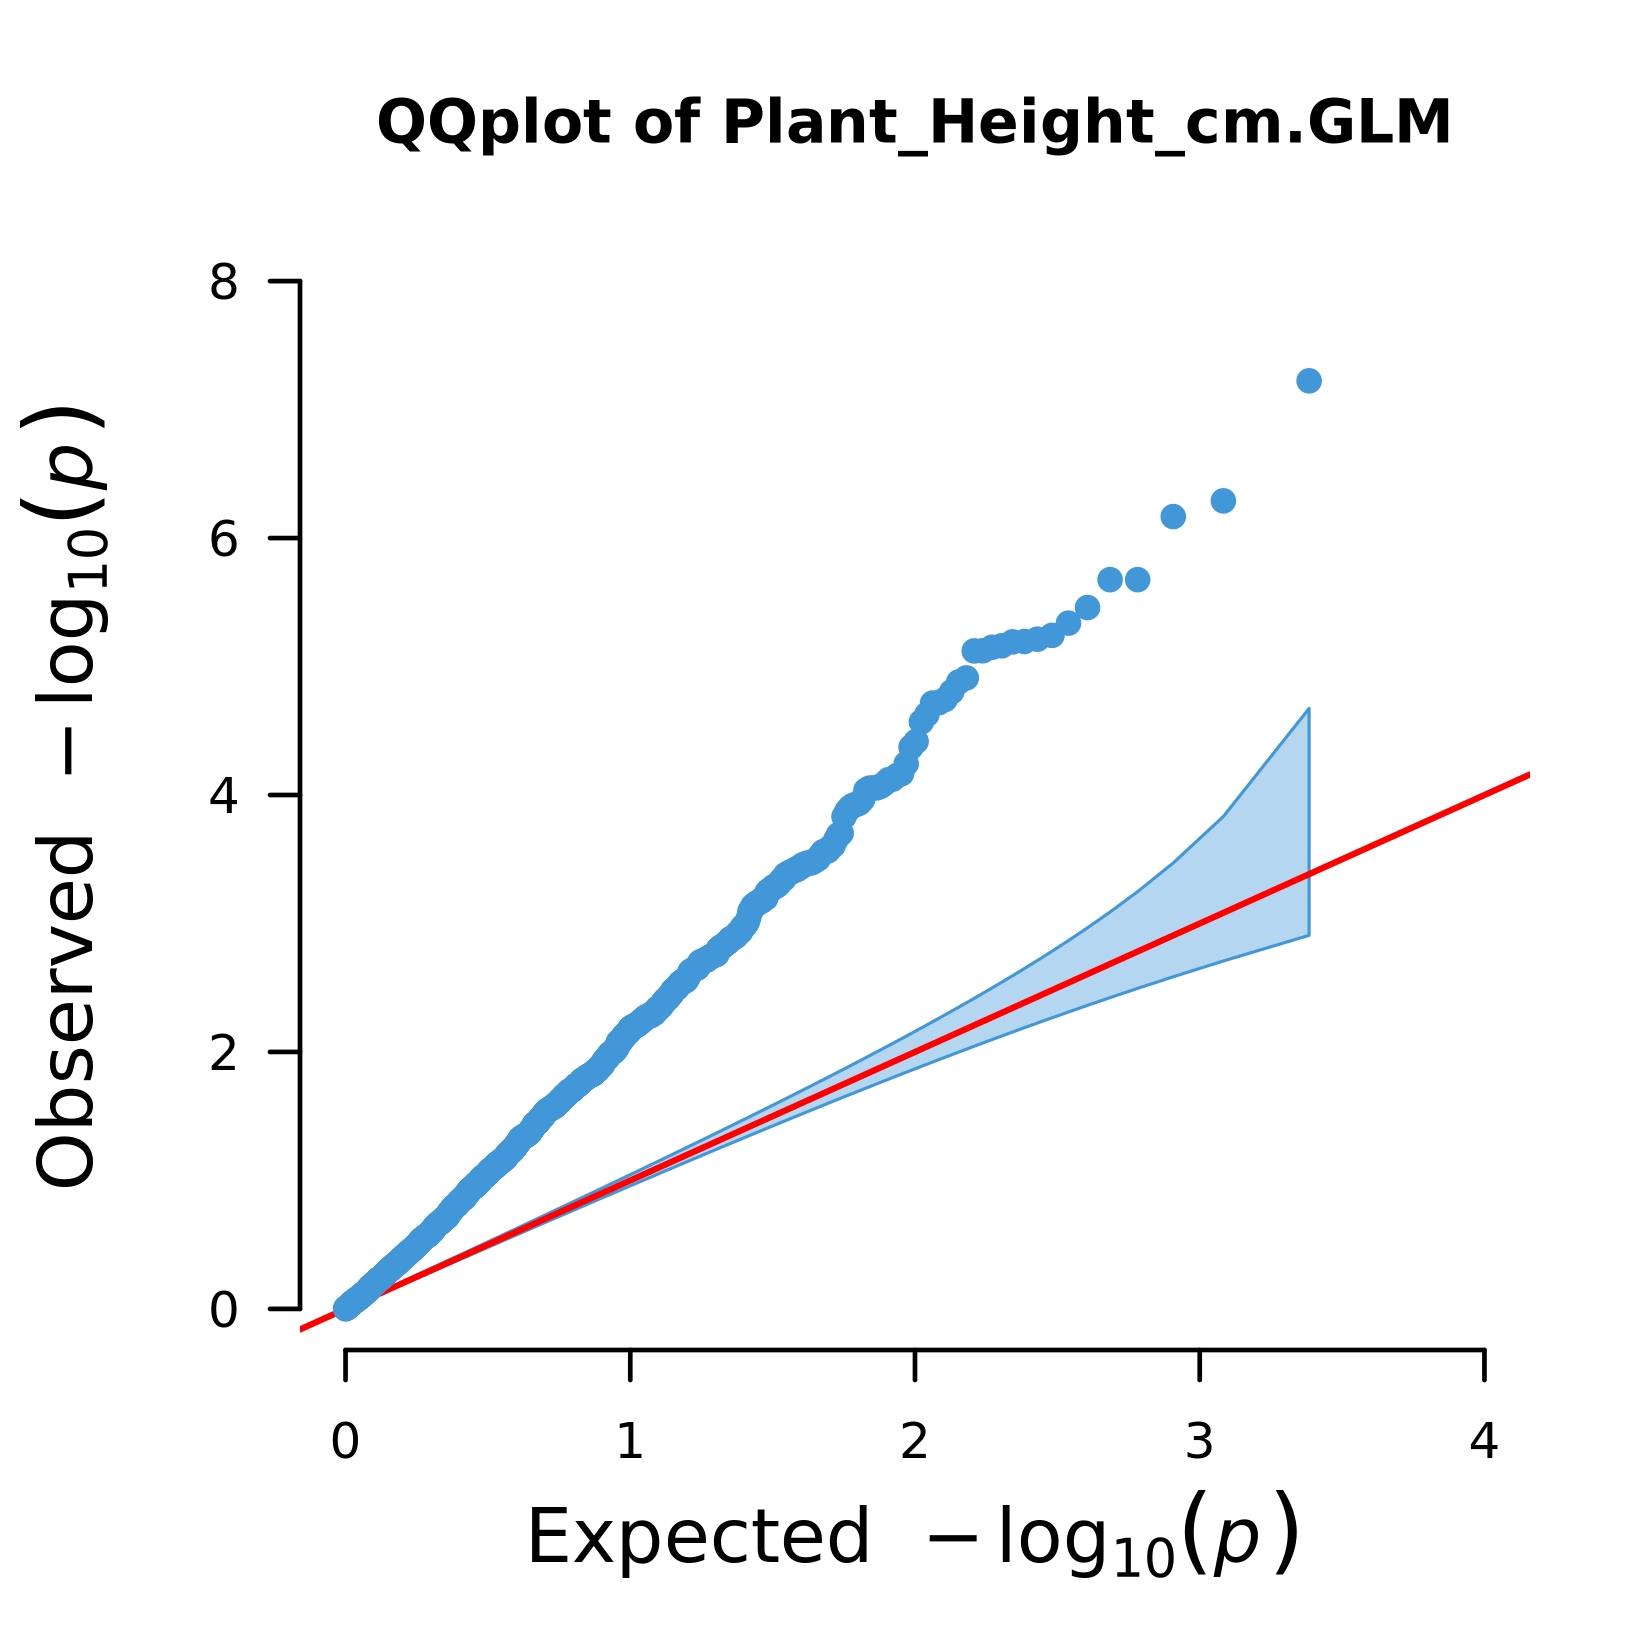 QQplot of Plant_Height_cm.GLM
8
6
4
2
0
Observed −log₁₀(p)
0 1 2 3 4
Expected −log₁₀(p)